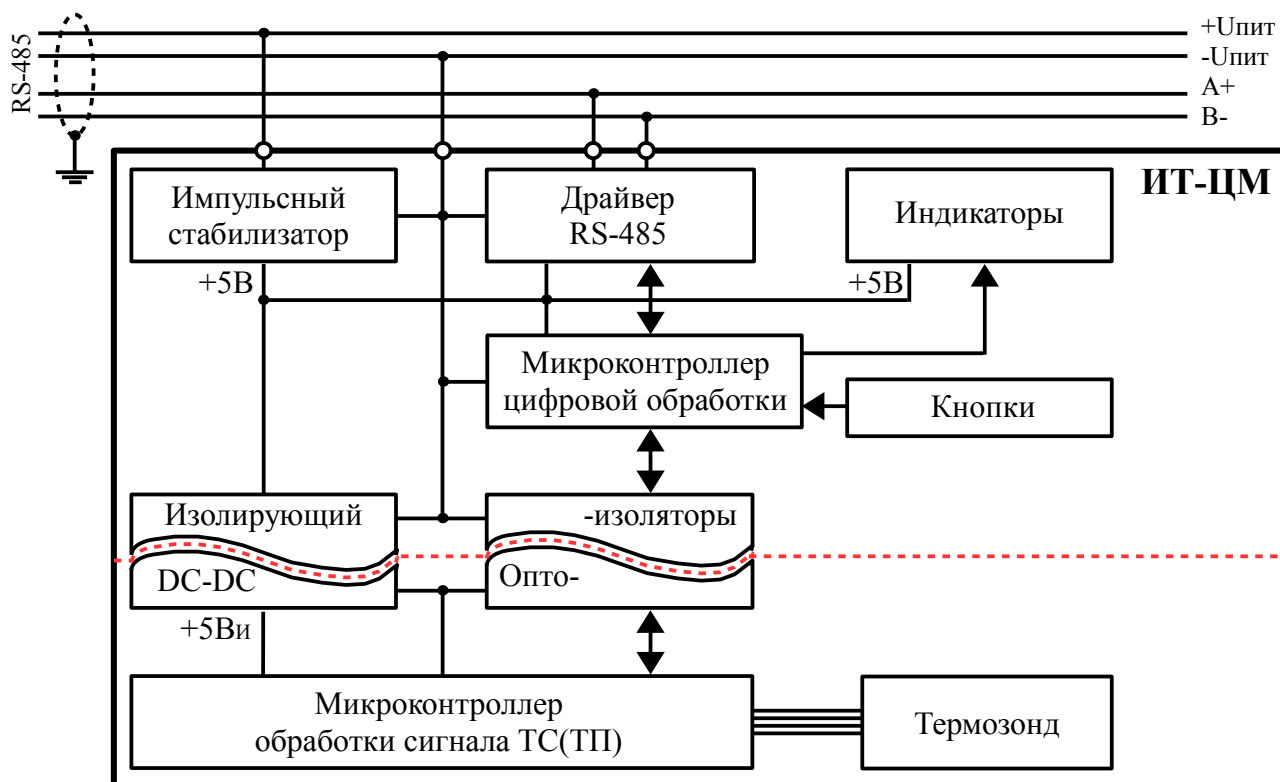 RS-485
+Uпит
-Uпит
A+
B-
ИТ-ЦМ
Импульсный
стабилизатор
Драйвер
RS-485
Индикаторы
+5В
+5В
Микроконтроллер
цифровой обработки
Кнопки
Изолирующий
-изоляторы
DC-DC
Опто-
+5Ви
Микроконтроллер
обработки сигнала ТС(ТП)
Термозонд